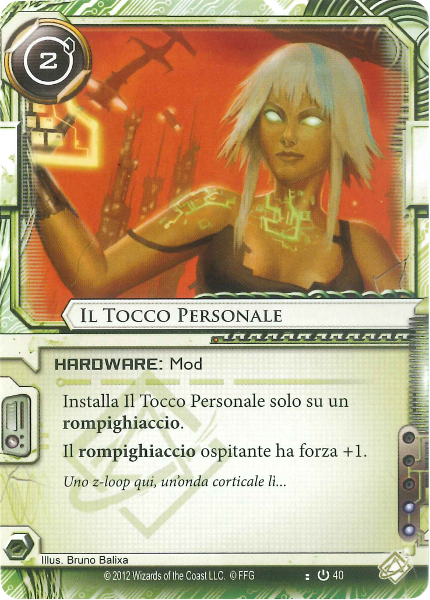 2
IL TOCCO PERSONALE
HARDWARE: Mod
Installa Il Tocco Personale solo su un
rompighiaccio.
Il rompighiaccio ospitante ha forza +1.
Uno z-loop qui, un'onda corticale lì...
Illus. Bruno Balixa
© 2012 Wizards of the Coast LLC. © FFG
40